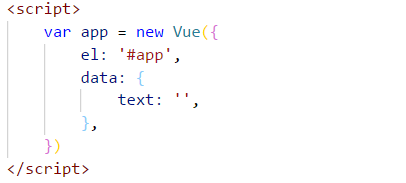 <script>
    var app = new Vue({
        el: '#app',
        data: {
            text: '',
        },
    })
</script>